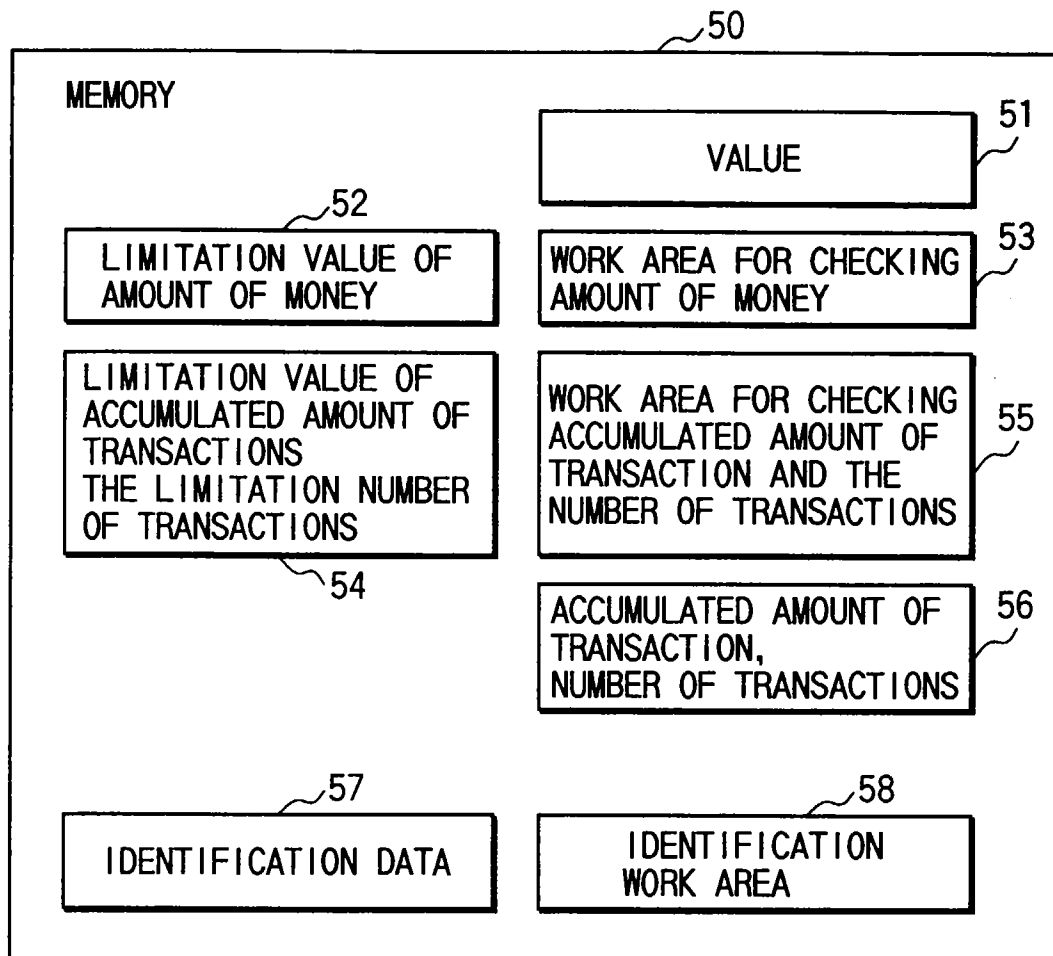 50
MEMORY
51
VALUE
52
LIMITATION VALUE OF
AMOUNT OF MONEY
53
WORK AREA FOR CHECKING
AMOUNT OF MONEY
LIMITATION VALUE OF
ACCUMULATED AMOUNT OF
TRANSACTIONS
THE LIMITATION NUMBER
OF TRANSACTIONS
54
WORK AREA FOR CHECKING
ACCUMULATED AMOUNT OF
TRANSACTION AND THE
NUMBER OF TRANSACTIONS
55
ACCUMULATED AMOUNT OF
TRANSACTION,
NUMBER OF TRANSACTIONS
56
57
IDENTIFICATION DATA
58
IDENTIFICATION
WORK AREA